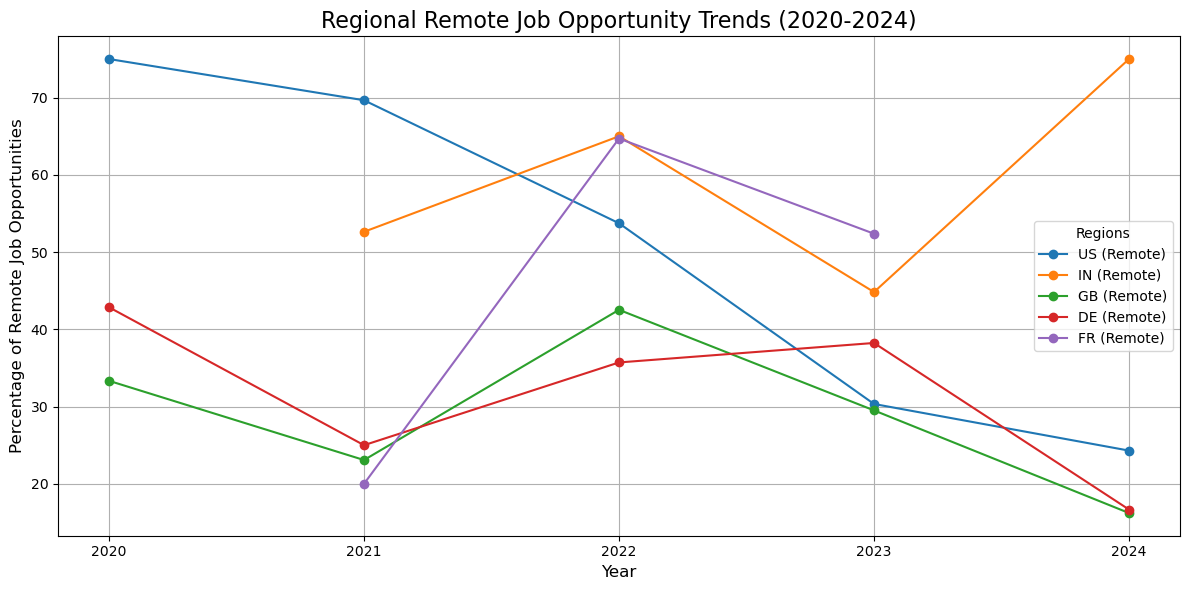 Regional Remote Job Opportunity Trends (2020-2024)
Percentage of Remote Job Opportunities
70
60
50
40
30
20
Regions
US (Remote)
IN (Remote)
GB (Remote)
DE (Remote)
FR (Remote)
2020 2021 2022 2023 2024
Year